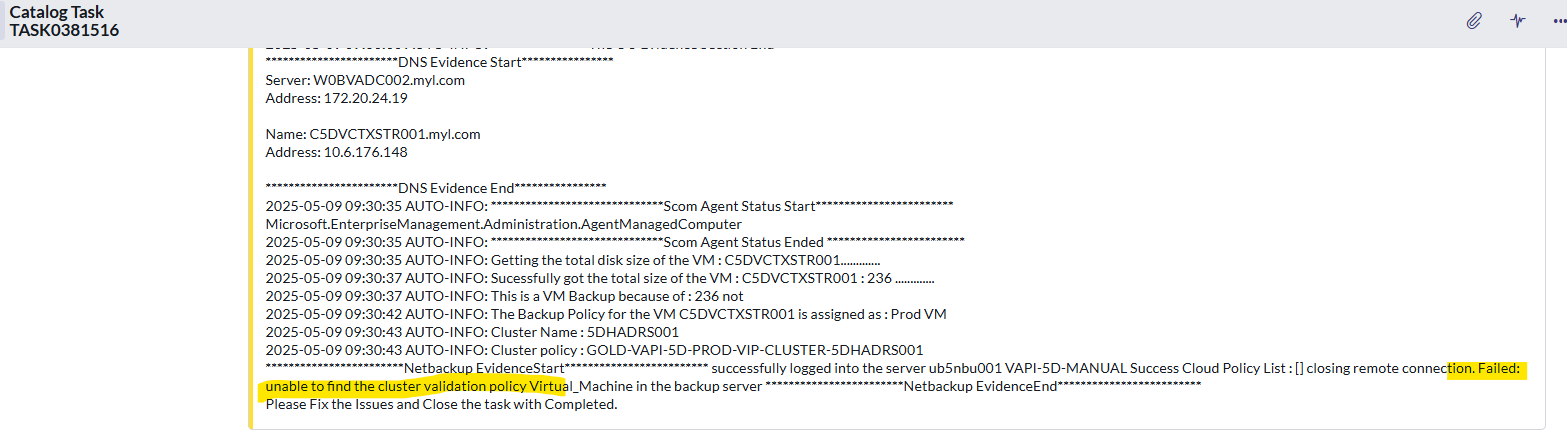 Catalog Task
TASK0381516
***********************DNS Evidence Start****************
Server: W0BVADC002.myl.com
Address: 172.20.24.19
Name: C5DVCTXSTR001.myl.com
Address: 10.6.176.148
***********************DNS Evidence End****************
2025-05-09 09:30:35 AUTO-INFO: ******************************Scom Agent Status Start************************
Microsoft.EnterpriseManagement.Administration.AgentManagedComputer
2025-05-09 09:30:35 AUTO-INFO: ******************************Scom Agent Status Ended ************************
2025-05-09 09:30:35 AUTO-INFO: Getting the total disk size of the VM : C5DVCTXSTR001.............
2025-05-09 09:30:37 AUTO-INFO: Sucessfully got the total size of the VM : C5DVCTXSTR001 : 236 .............
2025-05-09 09:30:37 AUTO-INFO: This is a VM Backup because of : 236 not
2025-05-09 09:30:42 AUTO-INFO: The Backup Policy for the VM C5DVCTXSTR001 is assigned as : Prod VM
2025-05-09 09:30:43 AUTO-INFO: Cluster Name : 5DHADRS001
2025-05-09 09:30:43 AUTO-INFO: Cluster policy : GOLD-VAPI-5D-PROD-VIP-CLUSTER-5DHADRS001
************************Netbackup EvidenceStart************************* successfully logged into the server ub5nbu001 VAPI-5D-MANUAL Success Cloud Policy List : [] closing remote connection. Failed:
unable to find the cluster validation policy Virtual_Machine in the backup server ************************Netbackup EvidenceEnd*************************
Please Fix the Issues and Close the task with Completed.